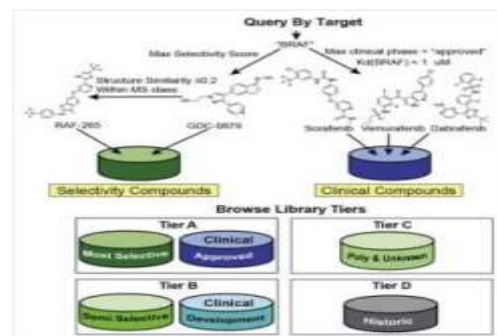 Query By Target
"BRAF"
Max Selectivity Score
Max clinical phase = "approved"
Kd(BRAF) < 1 uM
Structure Similarity ≤0.2
Within MS class
RAF-265
GDC-0879
Sorafenib
Vemurafenib
Dabrafenib
Selectivity Compounds
Clinical Compounds
Browse Library Tiers
Tier A
Most Selective
Clinical
Approved
Tier C
Poly & Unknown
Tier B
Semi Selective
Clinical
Development
Tier D
Historic